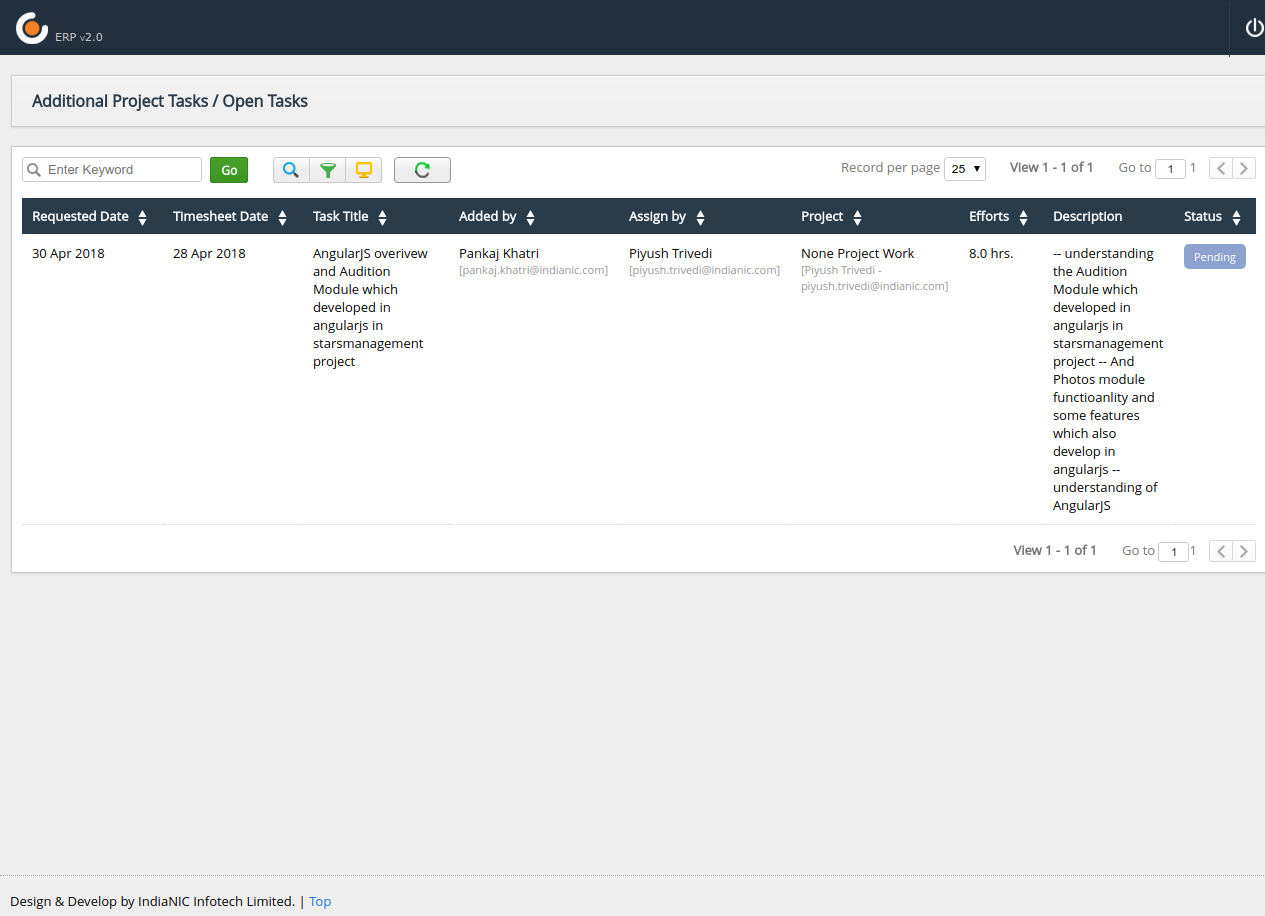 ERP v2.0
Additional Project Tasks / Open Tasks
Enter Keyword Go Record per page 25 View 1 - 1 of 1 Go to 1 1
Requested Date Timesheet Date Task Title Added by Assign by Project Efforts Description Status
30 Apr 2018
28 Apr 2018
AngularJS overivew
and Audition
Module which
developed in
angularjs in
starsmanagement
project
Pankaj Khatri
[pankaj.khatri@indianic.com]
Piyush Trivedi
[piyush.trivedi@indianic.com]
None Project Work
[Piyush Trivedi -
piyush.trivedi@indianic.com]
8.0 hrs.
-- understanding
the Audition
Module which
developed in
angularjs in
starsmanagement
project -- And
Photos module
functioanlity and
some features
which also
develop in
angularjs --
understanding of
AngularJS
Pending
View 1 - 1 of 1 Go to 1 1
Design & Develop by IndiaNIC Infotech Limited. | Top